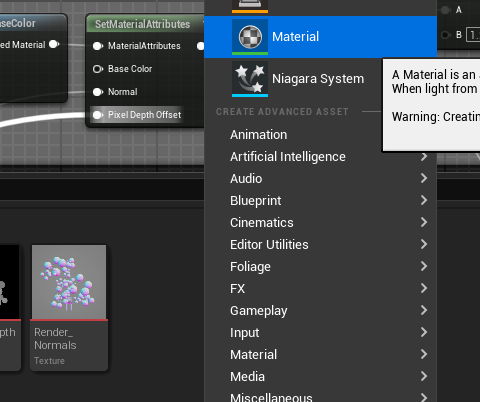 aseColor
ed Material
SetMaterialAttributes
MaterialAttributes
Base Color
Normal
Pixel Depth Offset
A
B
1.
Material
Niagara System
A Material is an
When light from
Warning: Creatin
CREATE ADVANCED ASSET
Animation
Artificial Intelligence
Audio
Blueprint
Cinematics
Editor Utilities
Foliage
FX
Gameplay
Input
Material
Media
Miscellaneous
pth
Render_
Normals
Texture